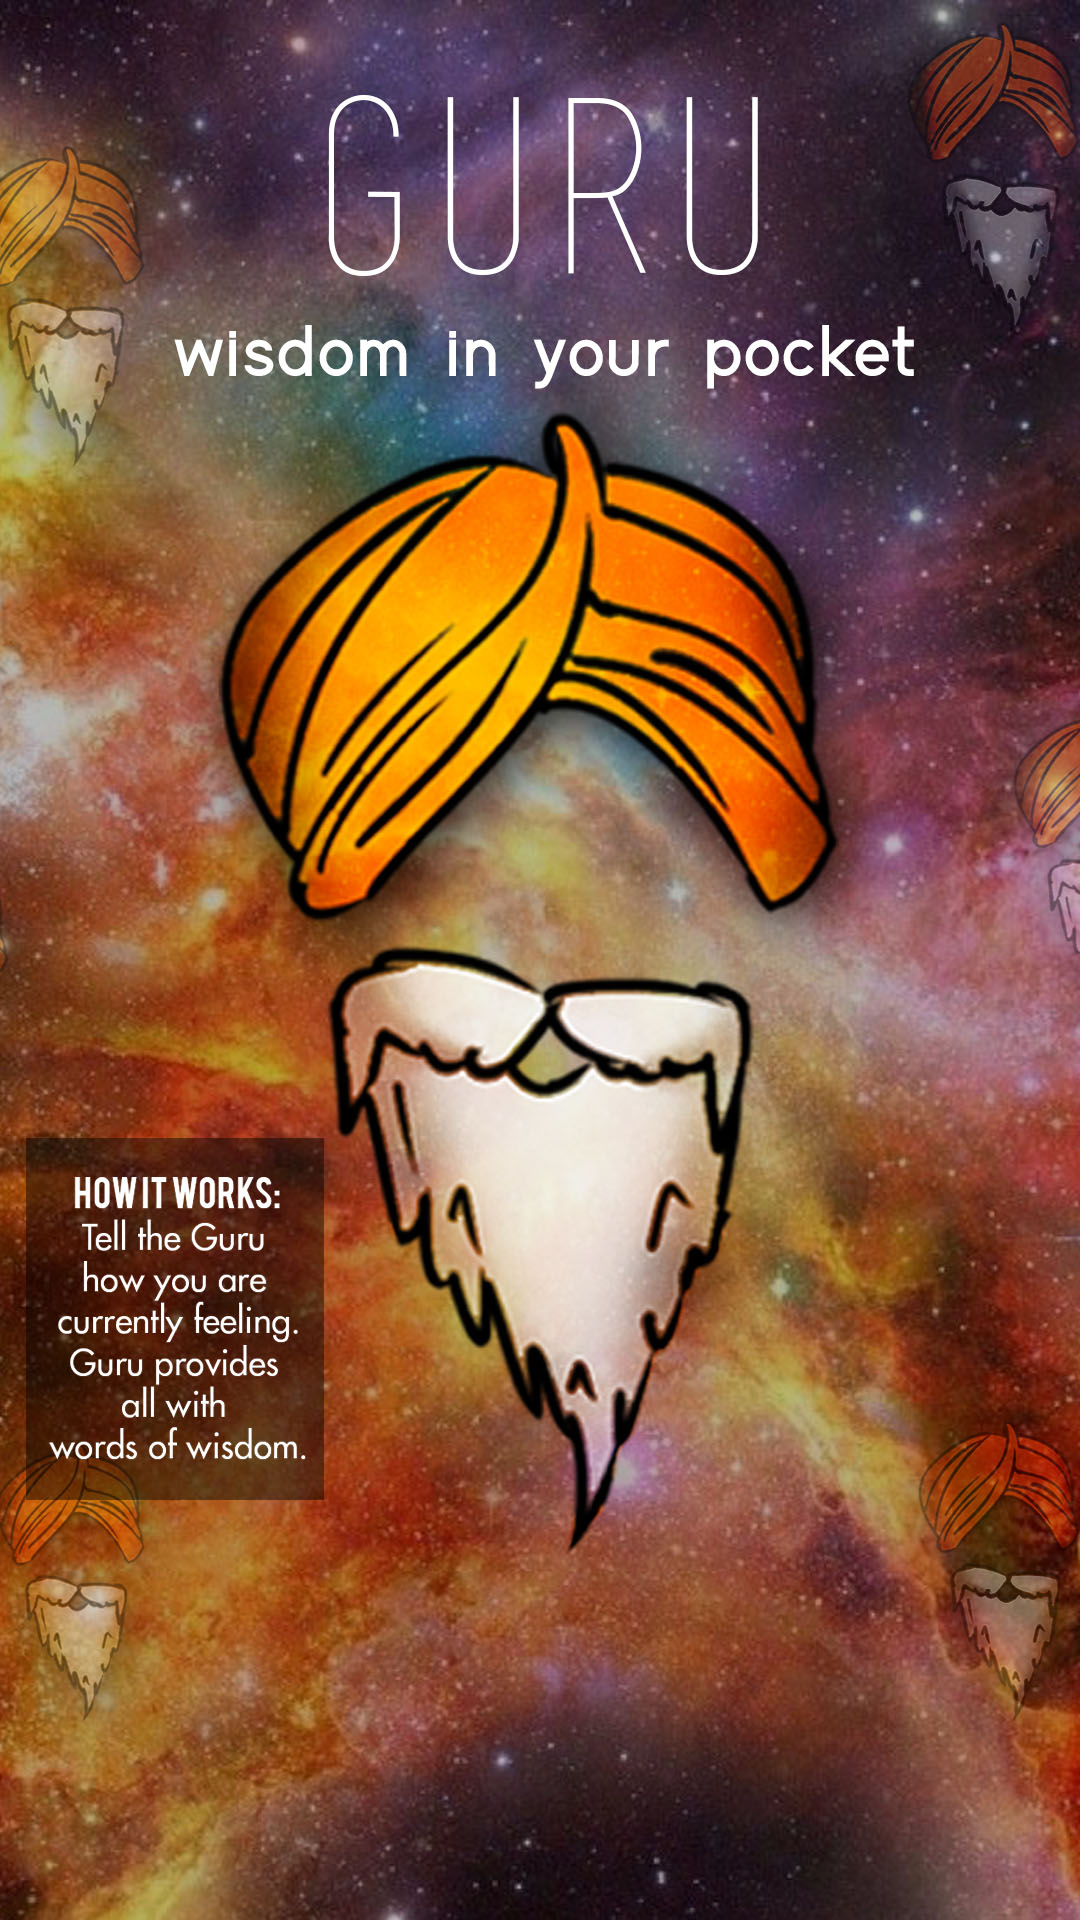 GURU
wisdom in your pocket
HOW IT WORKS:
Tell the Guru
how you are
currently feeling.
Guru provides
all with
words of wisdom.